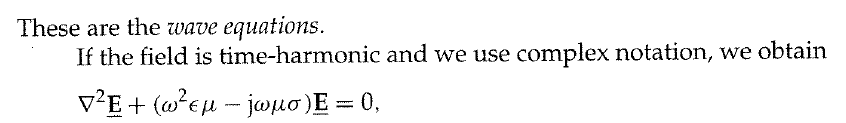 These are the wave equations.
If the field is time-harmonic and we use complex notation, we obtain
∇²E + (ω²ϵμ − jωμσ)E = 0,